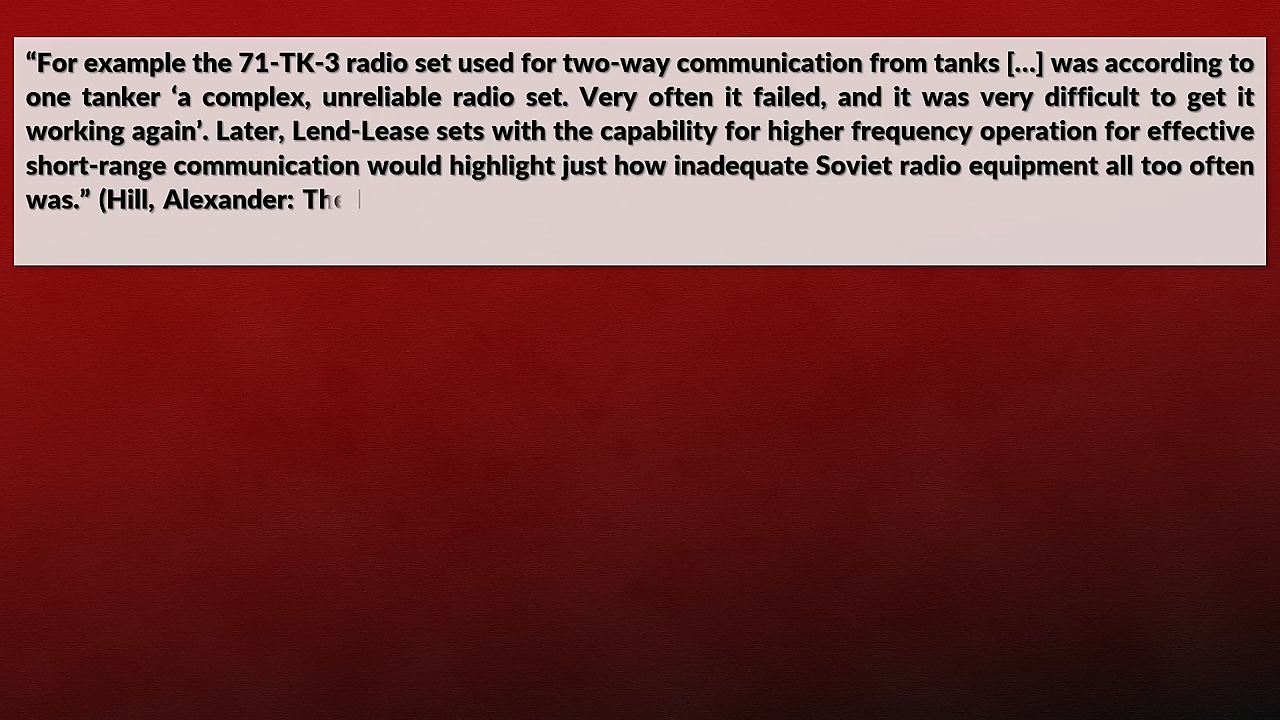 “For example the 71-TK-3 radio set used for two-way communication from tanks [...] was according to
one tanker ‘a complex, unreliable radio set. Very often it failed, and it was very difficult to get it
working again’. Later, Lend-Lease sets with the capability for higher frequency operation for effective
short-range communication would highlight just how inadequate Soviet radio equipment all too often
was.” (Hill, Alexander: The